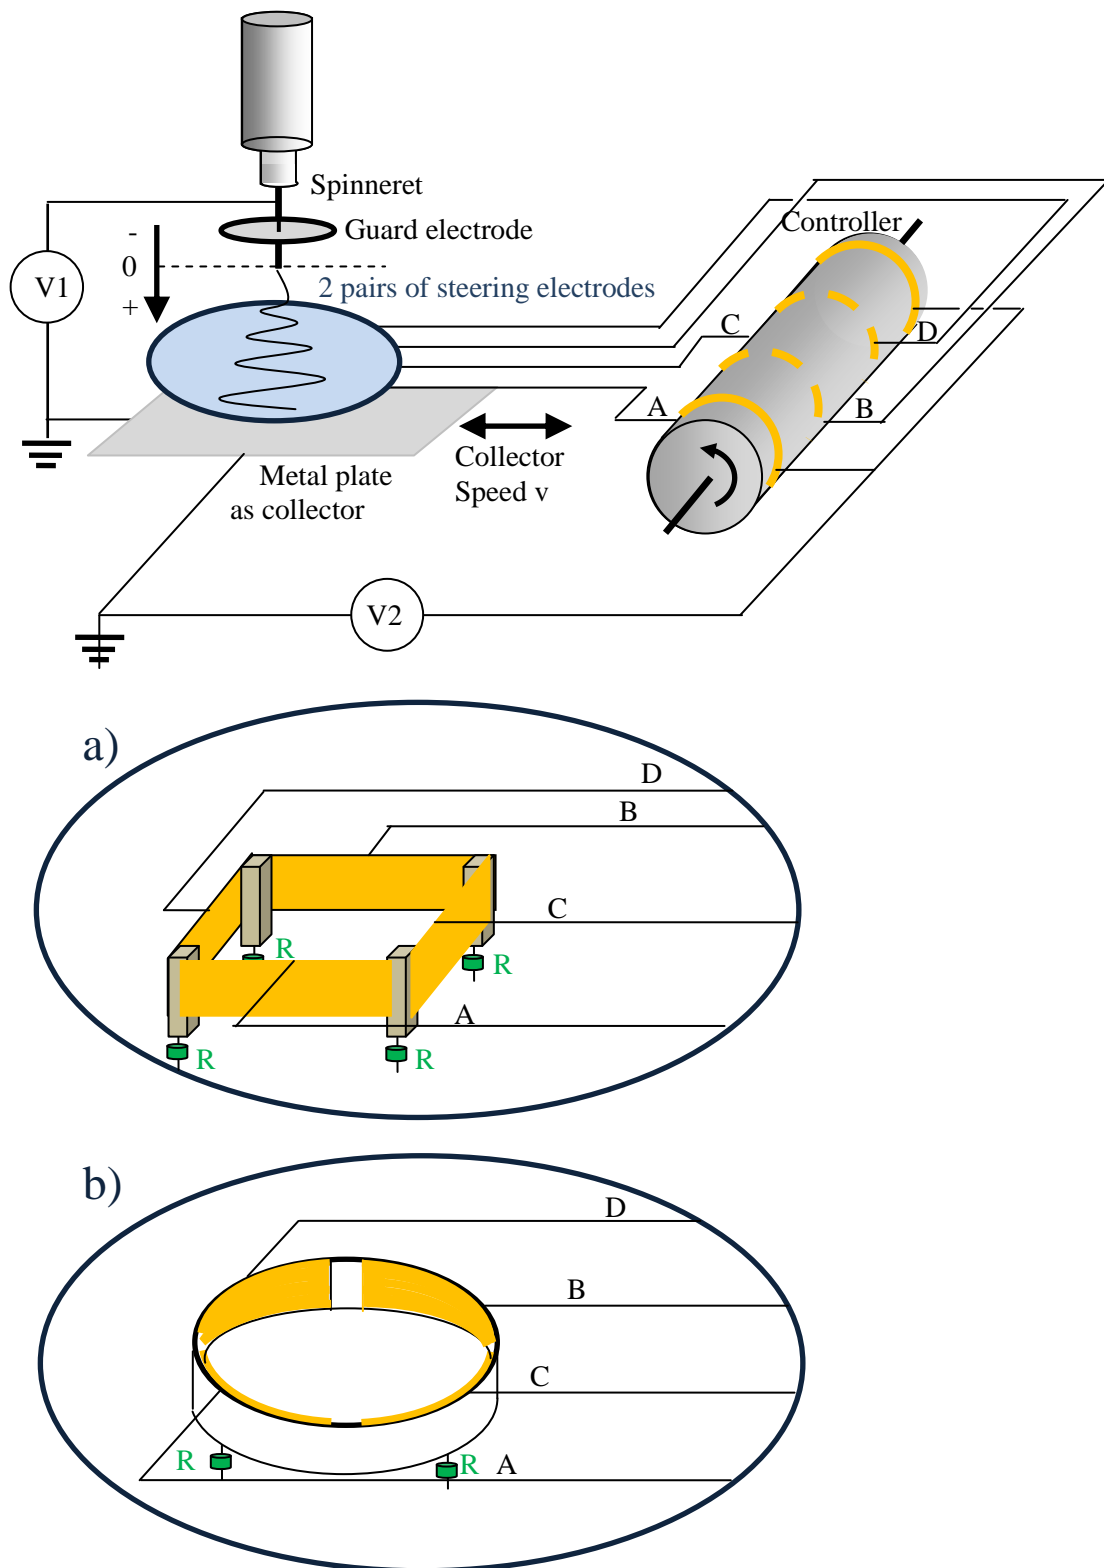 Spinneret
Controller
Guard electrode
-
0
+
V1
2 pairs of steering electrodes
C
D
A
B
Collector
Speed v
Metal plate
as collector
V2
a)
D
B
C
R
R
A
R
R
b)
D
B
C
R
R
A